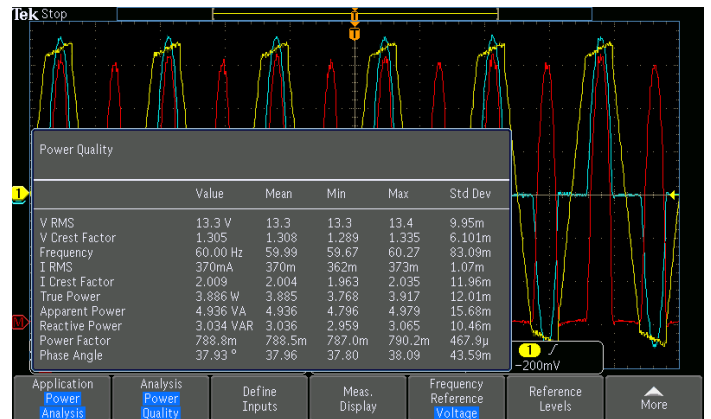 Tek Stop
T
T
1
Power Quality
Value Mean Min Max Std Dev
V RMS 13.3 V 13.3 13.3 13.4 9.95m
V Crest Factor 1.305 1.308 1.289 1.335 6.101m
Frequency 60.00 Hz 59.99 59.67 60.27 83.09m
I RMS 370mA 370m 362m 373m 1.07m
I Crest Factor 2.009 2.004 1.963 2.035 11.96m
True Power 3.886 W 3.885 3.768 3.917 12.01m
Apparent Power 4.936 VA 4.936 4.796 4.979 15.68m
Reactive Power 3.034 VAR 3.036 2.959 3.065 10.46m
Power Factor 788.8m 788.5m 787.0m 790.2m 467.9µ
Phase Angle 37.93 ° 37.96 37.80 38.09 43.59m
M
1
-200mV
Application
Power
Analysis
Analysis
Power
Quality
Define
Inputs
Meas.
Display
Frequency
Reference
Voltage
Reference
Levels
More